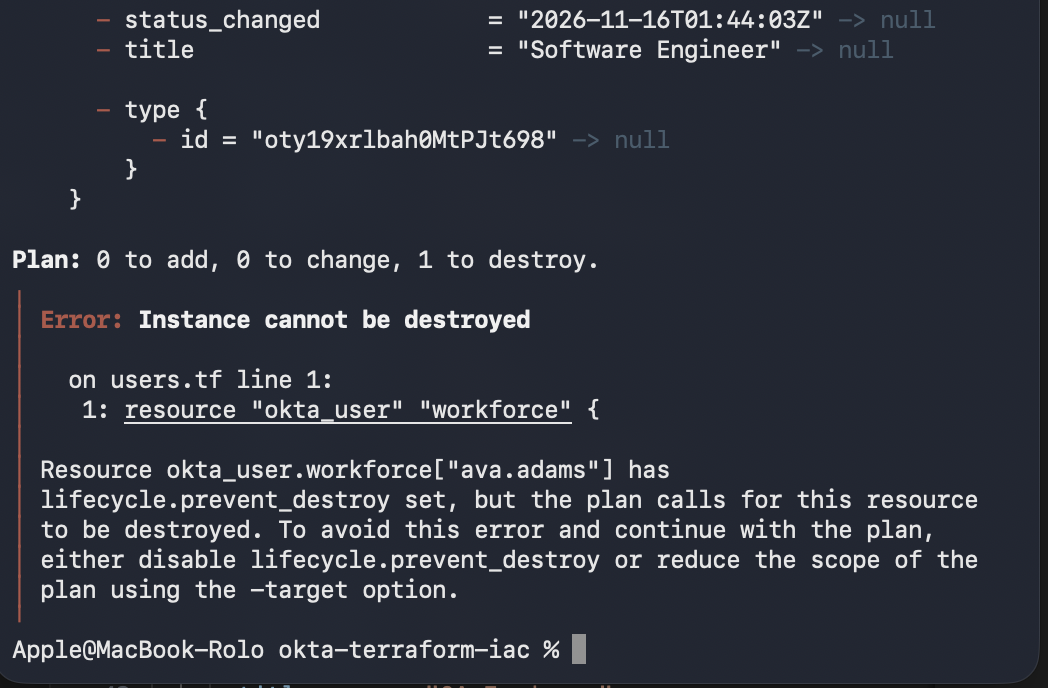 - status_changed = "2026-11-16T01:44:03Z" -> null
- title = "Software Engineer" -> null
- type {
- id = "oty19xrlbah0MtPJt698" -> null
}
}
Plan: 0 to add, 0 to change, 1 to destroy.
Error: Instance cannot be destroyed
on users.tf line 1:
1: resource "okta_user" "workforce" {
Resource okta_user.workforce["ava.adams"] has
lifecycle.prevent_destroy set, but the plan calls for this resource
to be destroyed. To avoid this error and continue with the plan,
either disable lifecycle.prevent_destroy or reduce the scope of the
plan using the -target option.
Apple@MacBook-Rolo okta-terraform-iac %